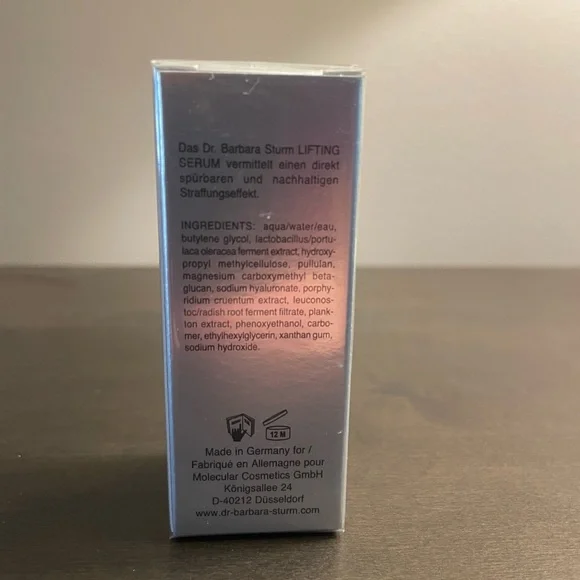 Das Dr. Barbara Sturm LIFTING
SERUM vermittelt einen direkt
spürbaren und nachhaltigen
Straffungseffekt.
INGREDIENTS: aqua/water/eau,
butylene glycol, lactobacillus/portu-
laca oleracea ferment extract, hydroxy-
propyl methylcellulose, pullulan,
magnesium carboxymethyl beta-
glucan, sodium hyaluronate, porphy-
ridium cruentum extract, leuconos-
toc/radish root ferment filtrate, plank-
ton extract, phenoxyethanol, carbo-
mer, ethylhexylglycerin, xanthan gum,
sodium hydroxide.
12 M
Made in Germany for /
Fabriqué en Allemagne pour
Molecular Cosmetics GmbH
Königsallee 24
D-40212 Düsseldorf
www.dr-barbara-sturm.com